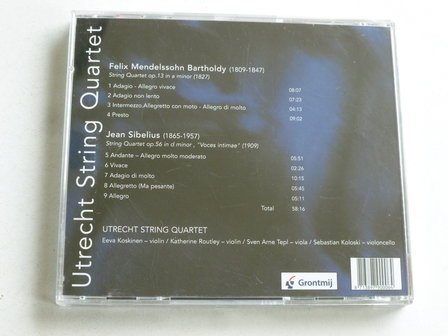 Utrecht String Quartet
Felix Mendelssohn Bartholdy (1809-1847)
String Quartet op.13 in a minor (1827)
1 Adagio - Allegro vivace 08:07
2 Adagio non lento 07:23
3 Intermezzo.Allegretto con moto - Allegro di molto 04:13
4 Presto 09:02
Jean Sibelius (1865-1957)
String Quartet op.56 in d minor , "Voces intimae" (1909)
5 Andante – Allegro molto moderato 05:51
6 Vivace 02:26
7 Adagio di molto 10:15
8 Allegretto (Ma pesante) 05:45
9 Allegro 05:11
Total 58:16
UTRECHT STRING QUARTET
Eeva Koskinen – violin / Katherine Routley – violin / Sven Arne Tepl – viola / Sebastian Koloski – violoncello
Grontmij